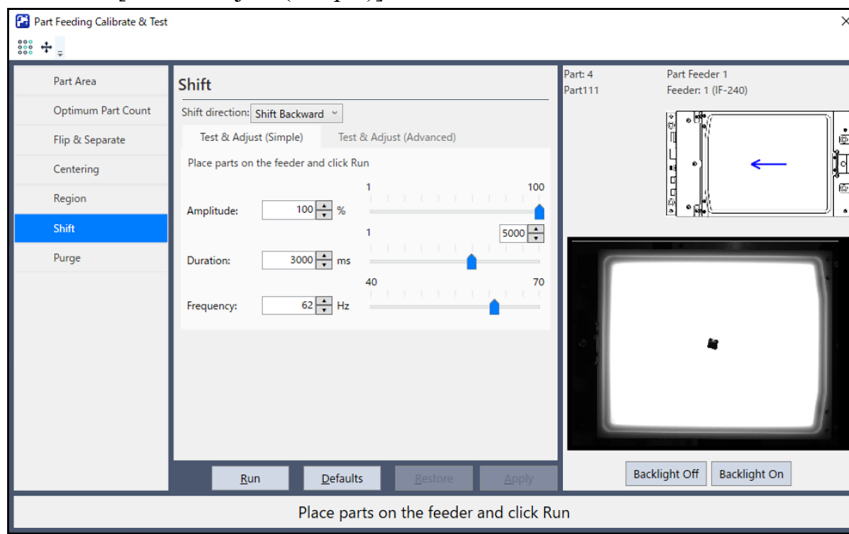 Part Feeding Calibrate & Test
Part Area
Optimum Part Count
Flip & Separate
Centering
Region
Shift
Purge
Shift
Shift direction: Shift Backward
Test & Adjust (Simple) Test & Adjust (Advanced)
Place parts on the feeder and click Run
1 100
Amplitude: 100 %
1 5000
Duration: 3000 ms
40 70
Frequency: 62 Hz
Run Defaults Restore Apply
Part: 4 Part Feeder 1
Part111 Feeder: 1 (IF-240)
Backlight Off Backlight On
Place parts on the feeder and click Run